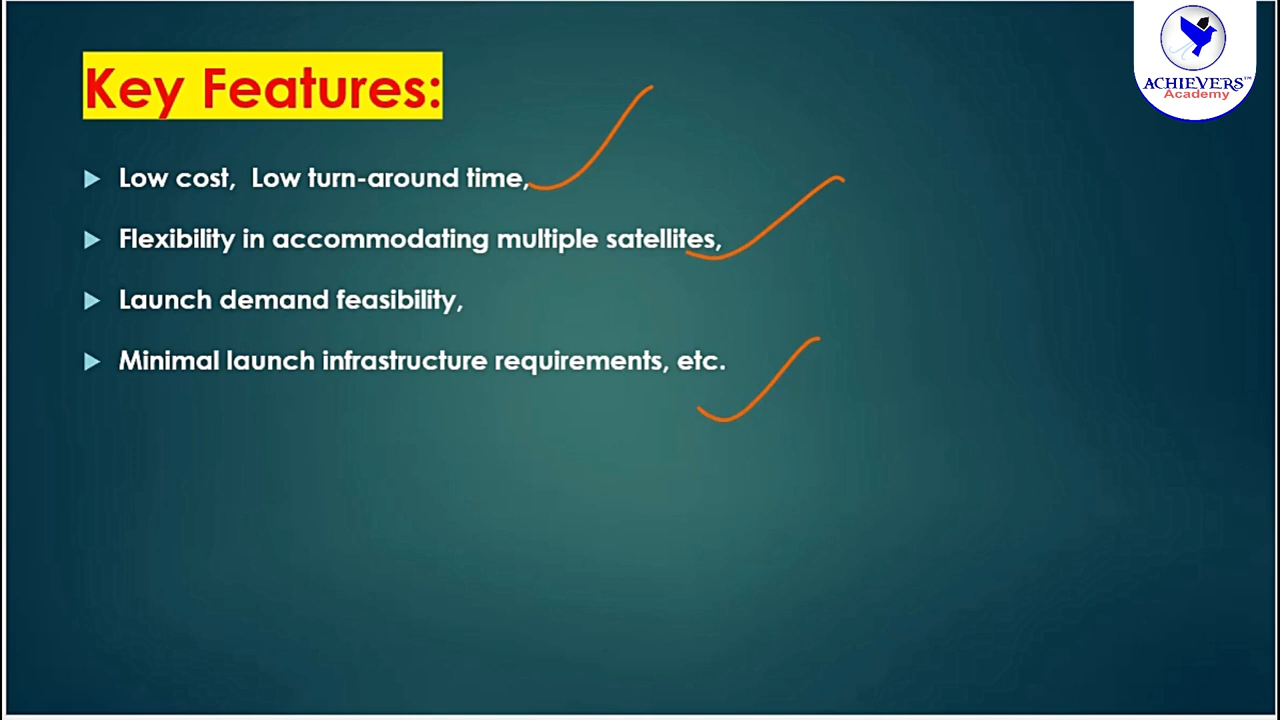 ACHIEVERS™
Academy
Key Features:
Low cost, Low turn-around time,
Flexibility in accommodating multiple satellites,
Launch demand feasibility,
Minimal launch infrastructure requirements, etc.